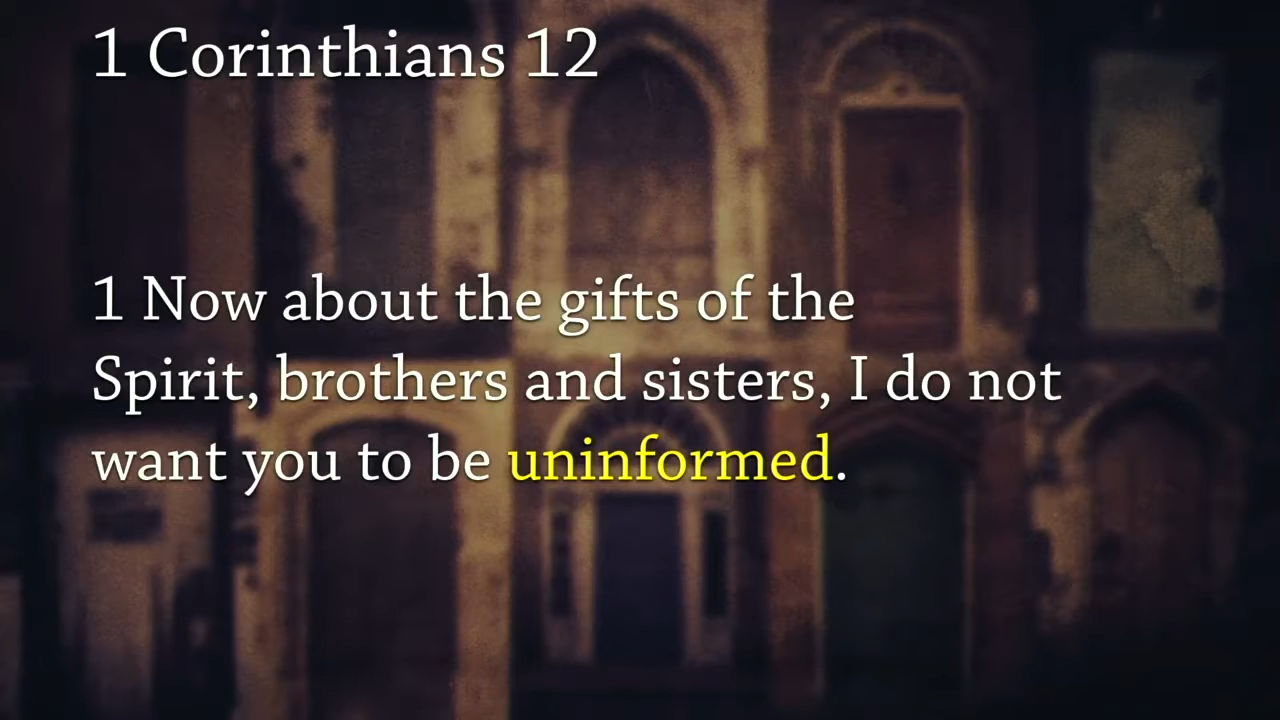 1 Corinthians 12
1 Now about the gifts of the
Spirit, brothers and sisters, I do not
want you to be uninformed.